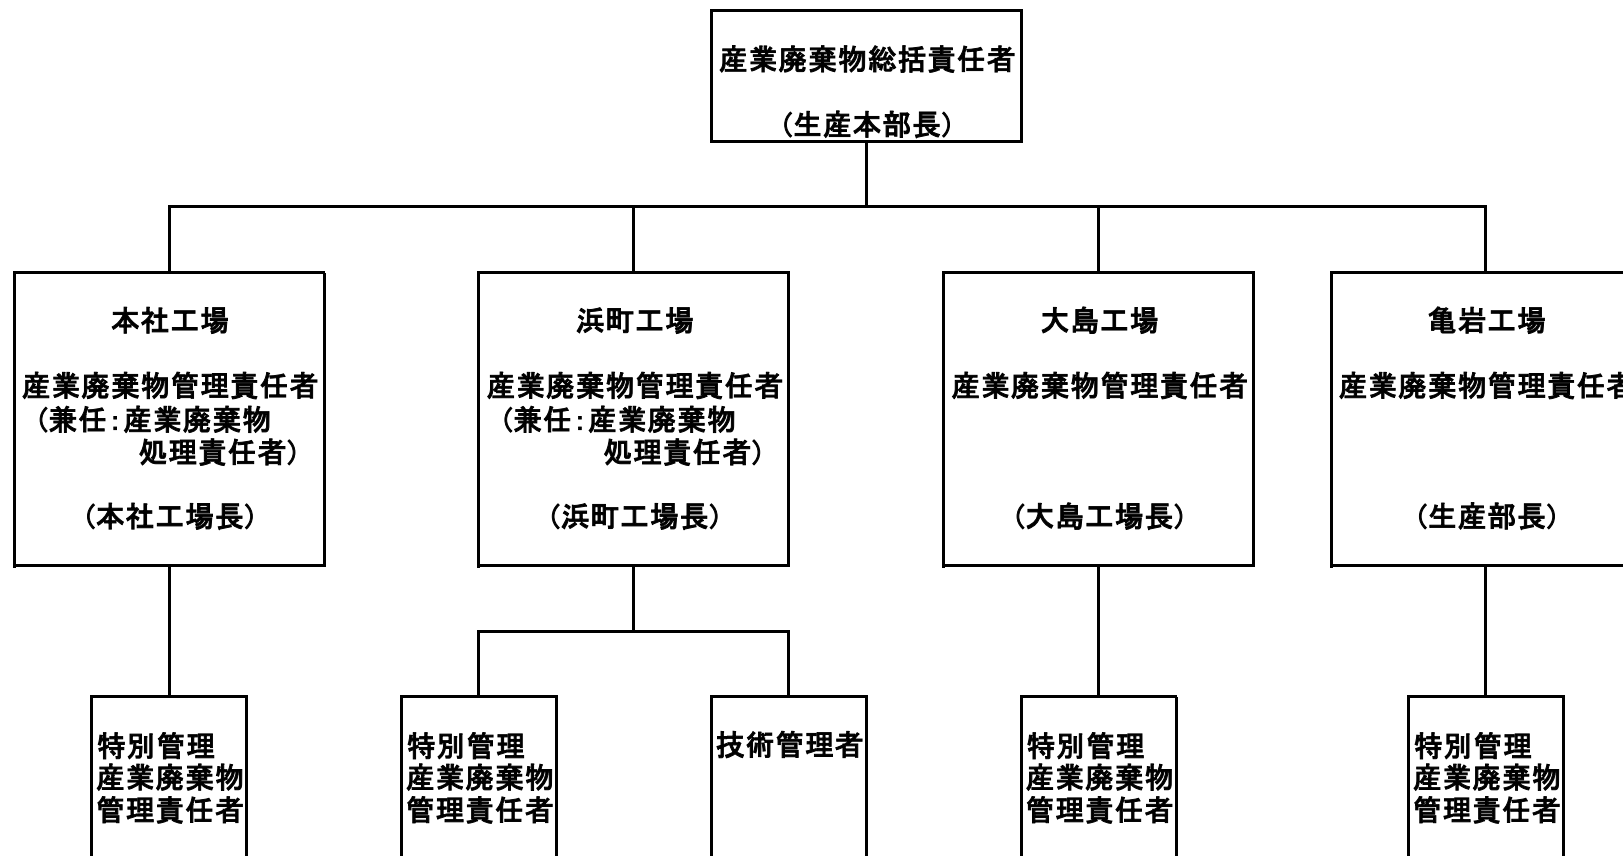 産業廃棄物総括責任者
（生産本部長）
本社工場
産業廃棄物管理責任者
（兼任：産業廃棄物
処理責任者）
（本社工場長）
浜町工場
産業廃棄物管理責任者
（兼任：産業廃棄物
処理責任者）
（浜町工場長）
大島工場
産業廃棄物管理責任者
（大島工場長）
亀岩工場
産業廃棄物管理責任者
（生産部長）
特別管理
産業廃棄物
管理責任者
特別管理
産業廃棄物
管理責任者
技術管理者
特別管理
産業廃棄物
管理責任者
特別管理
産業廃棄物
管理責任者